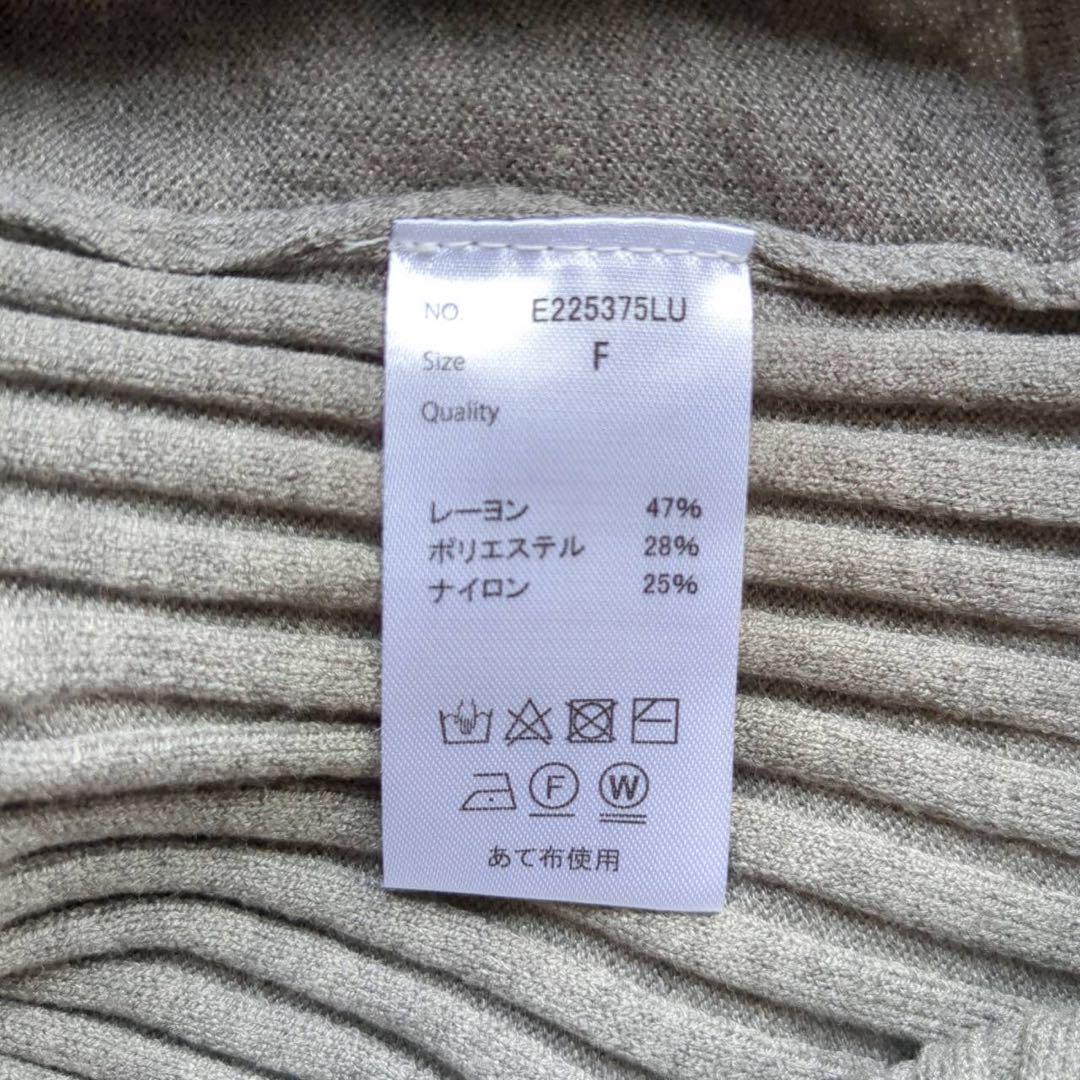 NO. E225375LU
Size F
Quality
レーヨン 47%
ポリエステル 28%
ナイロン 25%
F W
あて布使用